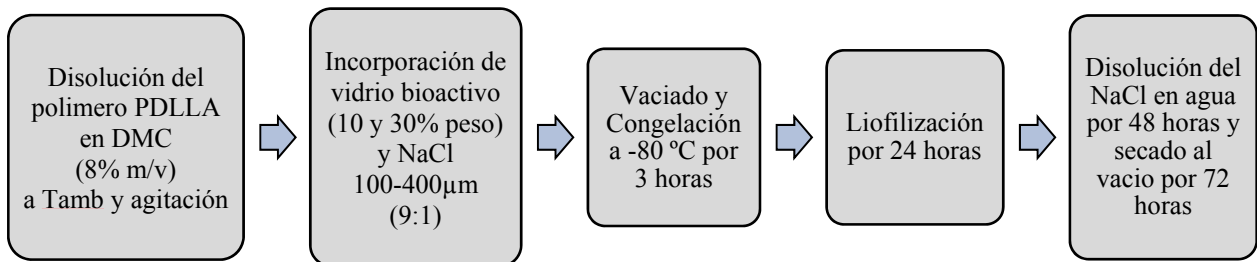 Disolución del
polimero PDLLA
en DMC
(8% m/v)
a Tamb y agitación
Incorporación de
vidrio bioactivo
(10 y 30% peso)
y NaCl
100-400µm
(9:1)
Vaciado y
Congelación
a -80 ºC por
3 horas
Liofilización
por 24 horas
Disolución del
NaCl en agua
por 48 horas y
secado al
vacio por 72
horas